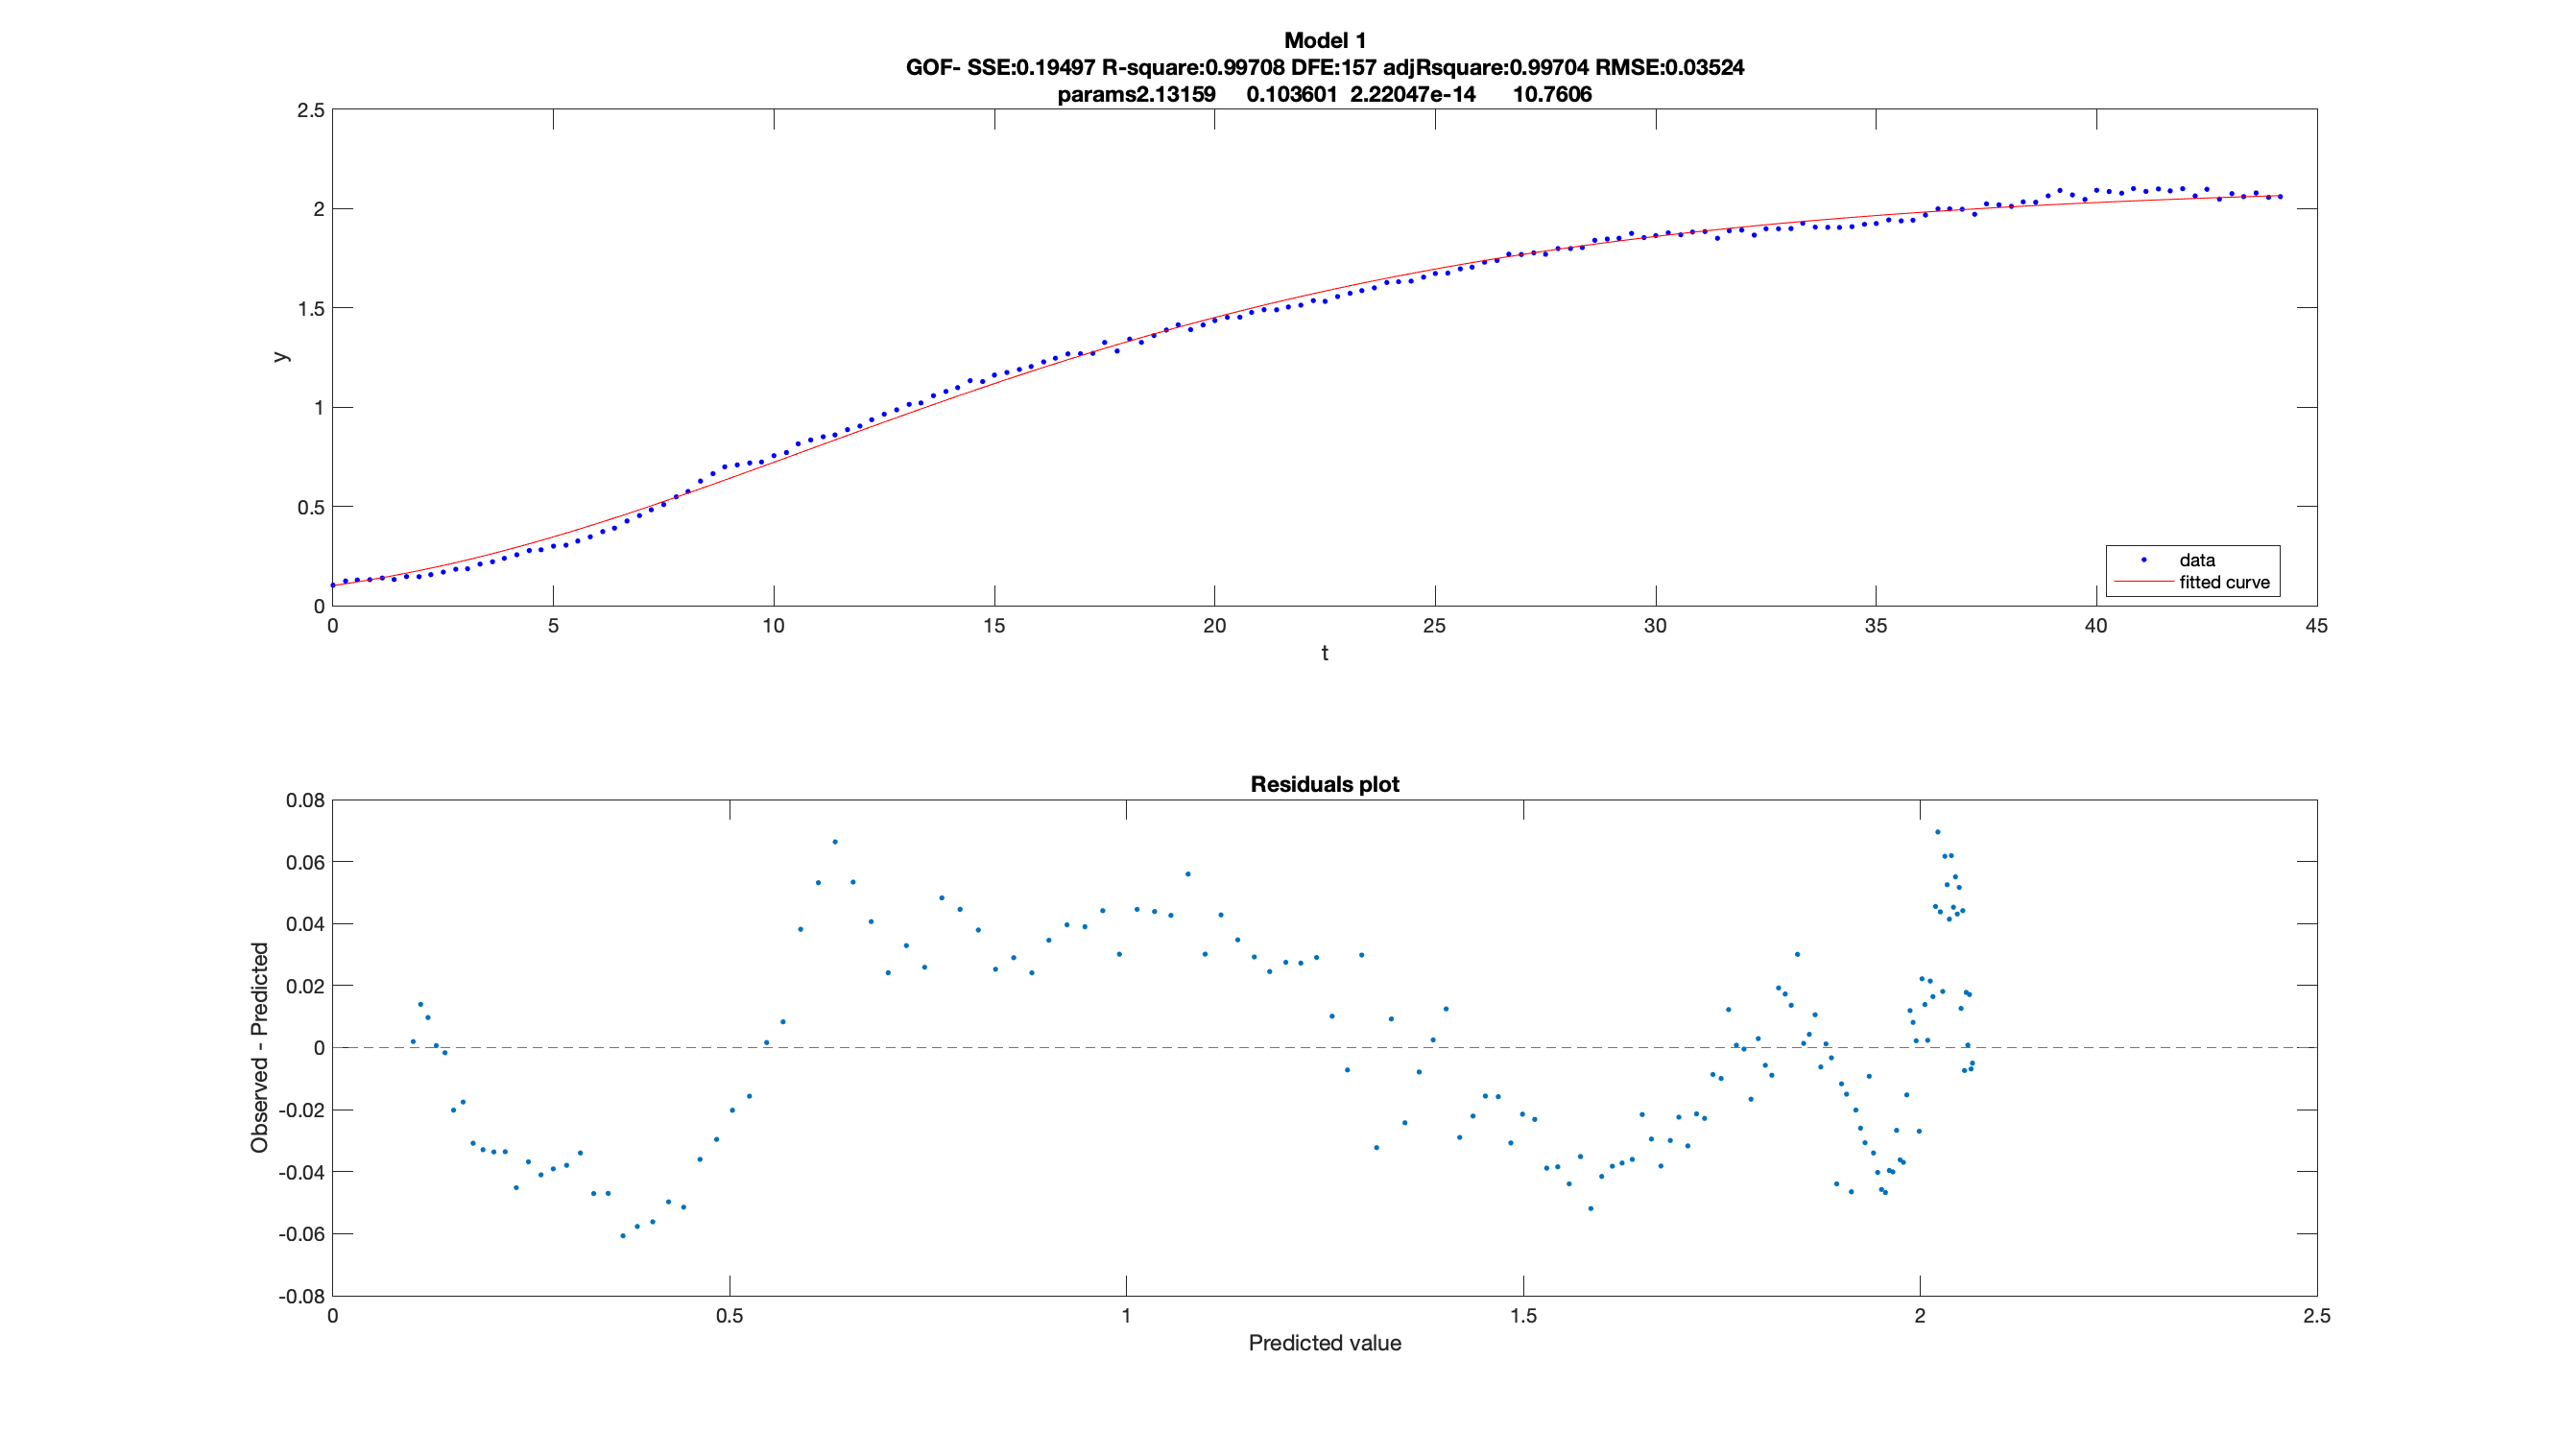 Model 1
GOF- SSE:0.19497 R-square:0.99708 DFE:157 adjRsquare:0.99704 RMSE:0.03524
params2.13159 0.103601 2.22047e-14 10.7606
2.5
2
1.5
1
0.5
0
y
0 5 10 15 20 25 30 35 40 45
t
data
fitted curve
Residuals plot
0.08
0.06
0.04
0.02
0
-0.02
-0.04
-0.06
-0.08
Observed - Predicted
0 0.5 1 1.5 2 2.5
Predicted value